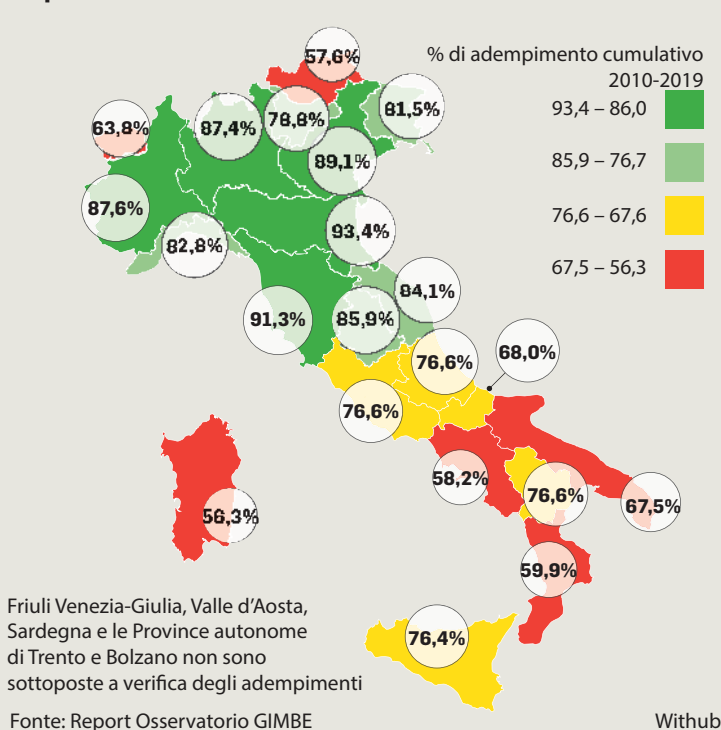 % di adempimento cumulativo
2010-2019
93,4 – 86,0
85,9 – 76,7
76,6 – 67,6
67,5 – 56,3
57,6%
63,8%
87,4%
78,8%
81,5%
89,1%
87,6%
82,8%
93,4%
84,1%
91,3%
85,9%
76,6%
68,0%
76,6%
58,2%
76,6%
67,5%
56,3%
59,9%
76,4%
Friuli Venezia-Giulia, Valle d’Aosta,
Sardegna e le Province autonome
di Trento e Bolzano non sono
sottoposte a verifica degli adempimenti
Fonte: Report Osservatorio GIMBE
Withub